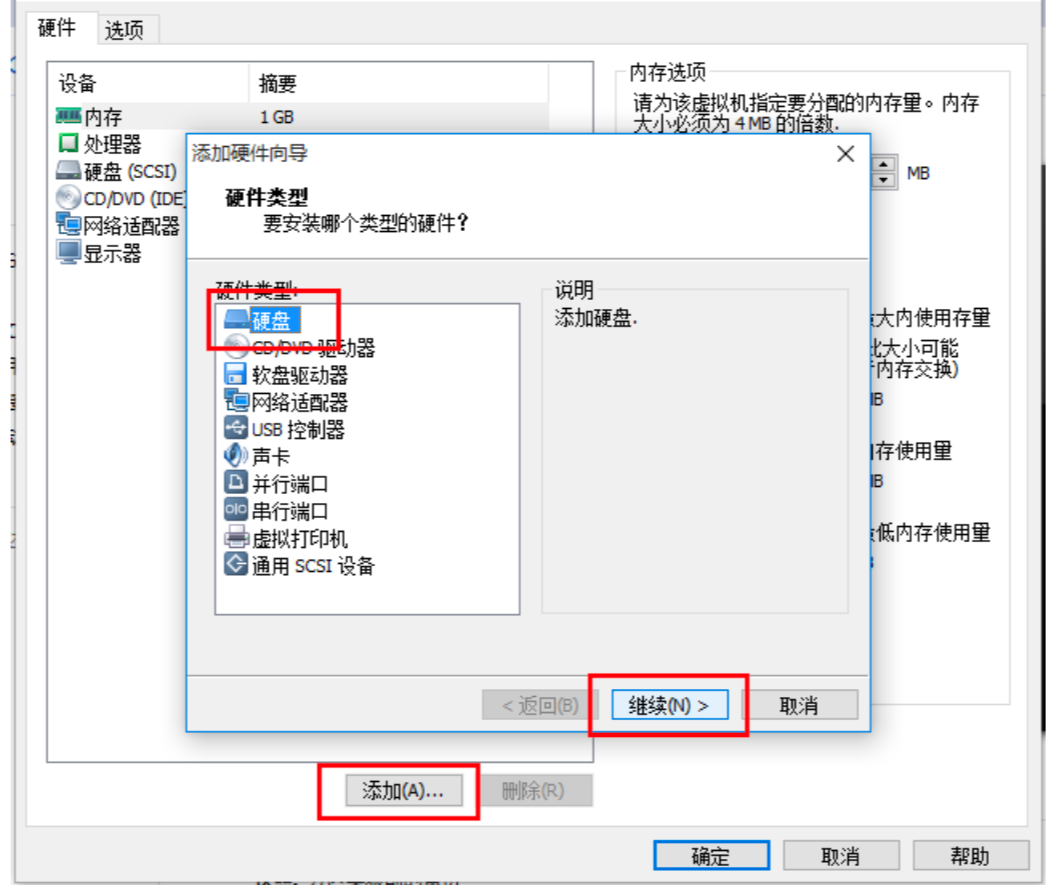 硬件 选项
设备 摘要
内存 1 GB
处理器
硬盘 (SCSI)
CD/DVD (IDE)
网络适配器
显示器
内存选项
请为该虚拟机指定要分配的内存量。内存
大小必须为 4 MB 的倍数.
MB
添加硬件向导
硬件类型
要安装哪个类型的硬件?
硬件类型:
硬盘
CD/DVD 驱动器
软盘驱动器
网络适配器
USB 控制器
声卡
并行端口
串行端口
虚拟打印机
通用 SCSI 设备
说明
添加硬盘.
大内使用存量
大小可能
内存交换)
存使用量
低内存使用量
< 返回(B) 继续(N) > 取消
添加(A)... 删除(R)
确定 取消 帮助